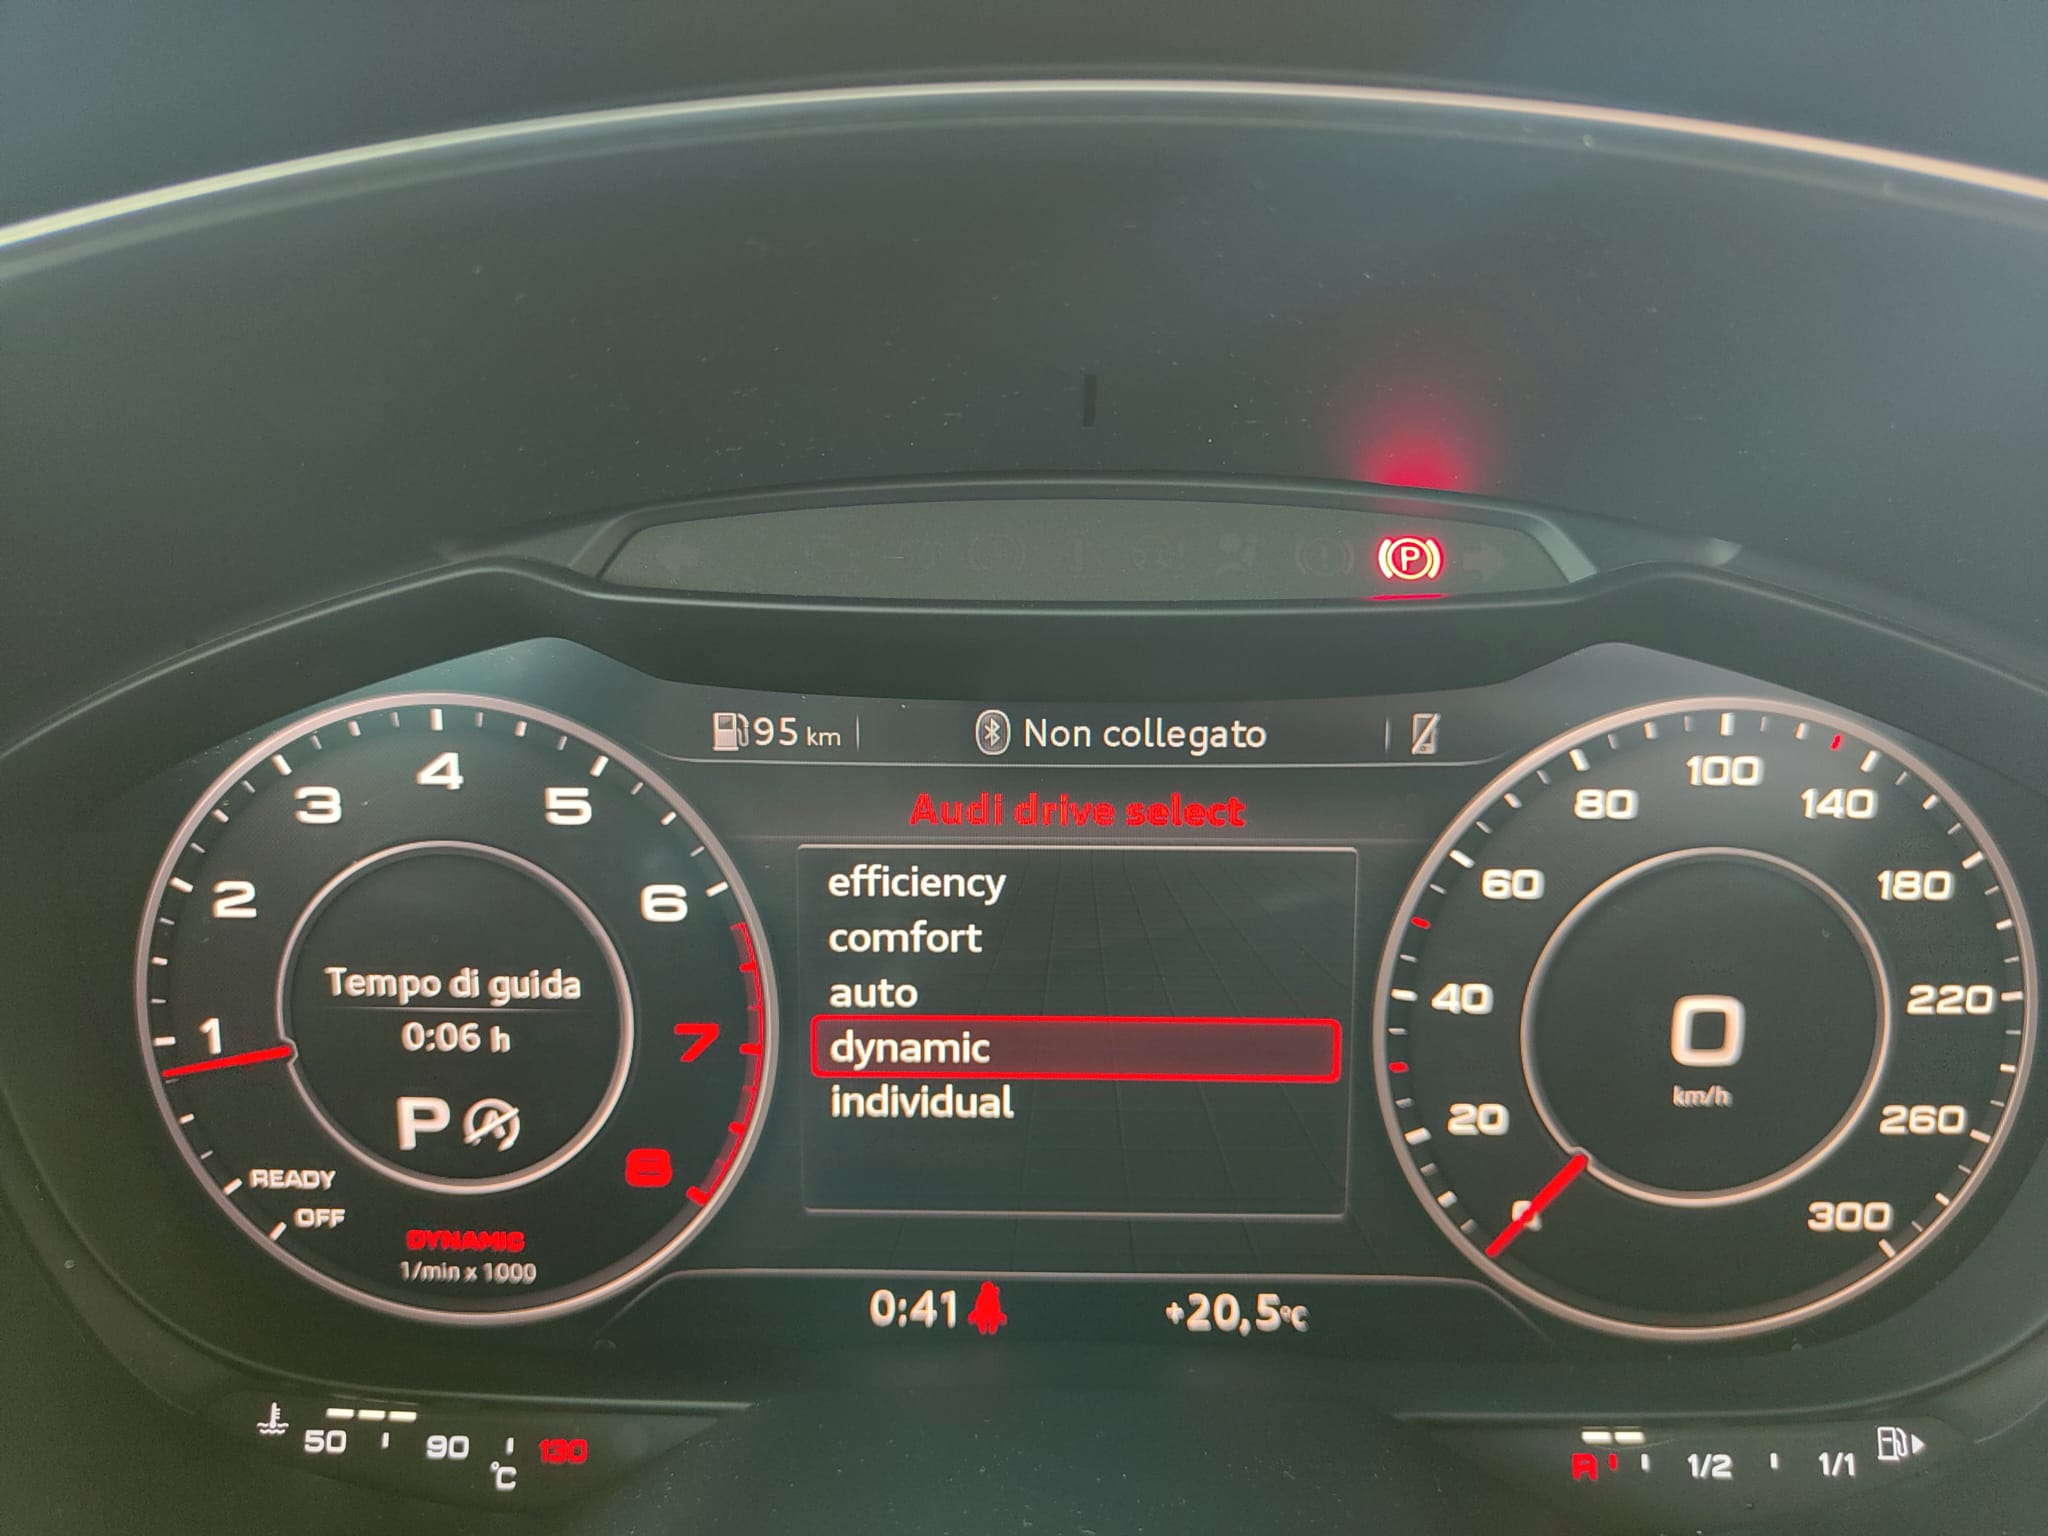 95 km
Non collegato
Audi drive select
efficiency
comfort
auto
dynamic
individual
1
2
3
4
5
6
7
8
Tempo di guida
0:06 h
P
READY
OFF
DYNAMIC
1/min x 1000
0
20
40
60
80
100
140
180
220
260
300
0
km/h
0:41
+20,5°C
50
90
130
°C
R
1/2
1/1
P